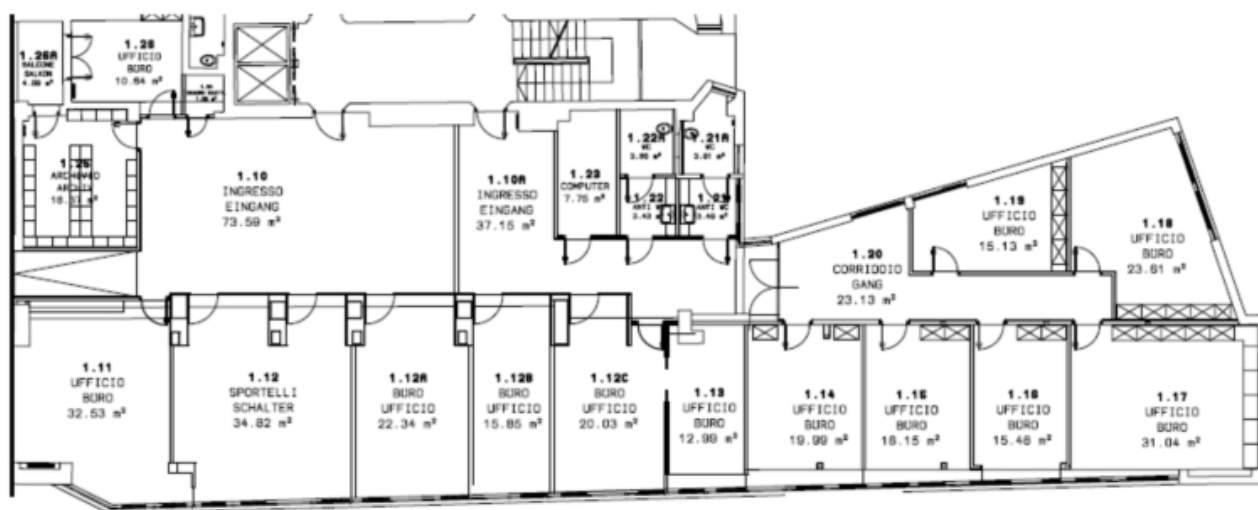 1.26A
BALCONE
BALKON
1.26
UFFICIO
BÜRO
10.64 m²
1.25
ARCHIVIO
ARCHIV
1.10
INGRESSO
EINGANG
73.59 m²
1.10A
INGRESSO
EINGANG
37.15 m²
1.23
COMPUTER
7.75 m²
1.22A
WC
1.21A
WC
1.22
ANTI WC
ANTI WC
1.20
CORRIDOIO
GANG
23.13 m²
1.19
UFFICIO
BÜRO
15.13 m²
1.18
UFFICIO
BÜRO
23.61 m²
1.11
UFFICIO
BÜRO
32.53 m²
1.12
SPORTELLI
SCHALTER
34.82 m²
1.12A
BÜRO
UFFICIO
22.34 m²
1.12B
BÜRO
UFFICIO
15.85 m²
1.12C
BÜRO
UFFICIO
20.03 m²
1.13
UFFICIO
BÜRO
12.99 m²
1.14
UFFICIO
BÜRO
19.99 m²
1.15
UFFICIO
BÜRO
18.15 m²
1.16
UFFICIO
BÜRO
15.48 m²
1.17
UFFICIO
BÜRO
31.04 m²